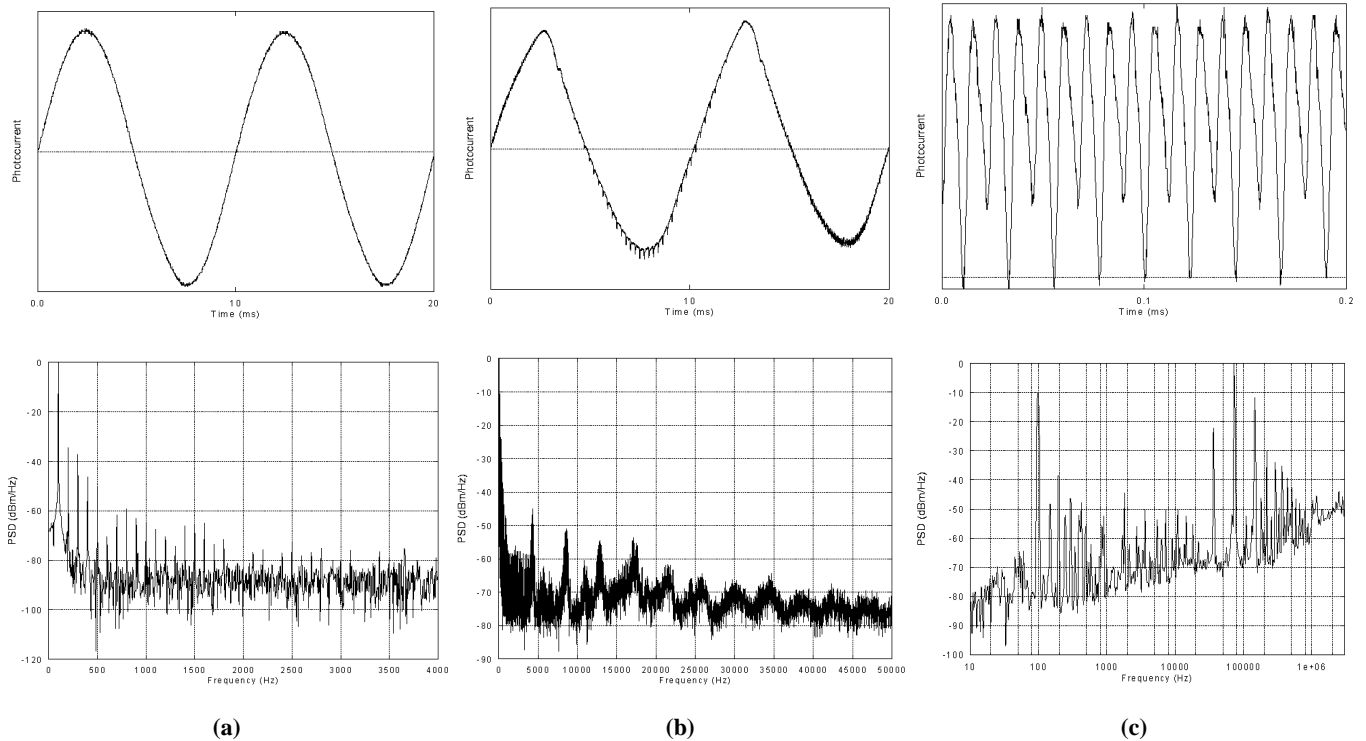 Photocurrent
0.0 10 20
Time (ms)
Photocurrent
0 10 20
Time (ms)
Photocurrent
0.0 0.1 0.2
Time (ms)
PSD (dBm/Hz)
0
-20
-40
-60
-80
-100
-120
0 500 1000 1500 2000 2500 3000 3500 4000
Frequency (Hz)
PSD (dBm/Hz)
0
-10
-20
-30
-40
-50
-60
-70
-80
-90
0 5000 10000 15000 20000 25000 30000 35000 40000 45000 50000
Frequency (Hz)
PSD (dBm/Hz)
0
-10
-20
-30
-40
-50
-60
-70
-80
-90
-100
10 100 1000 10000 100000 1e+06
Frequency (Hz)
(a) (b) (c)